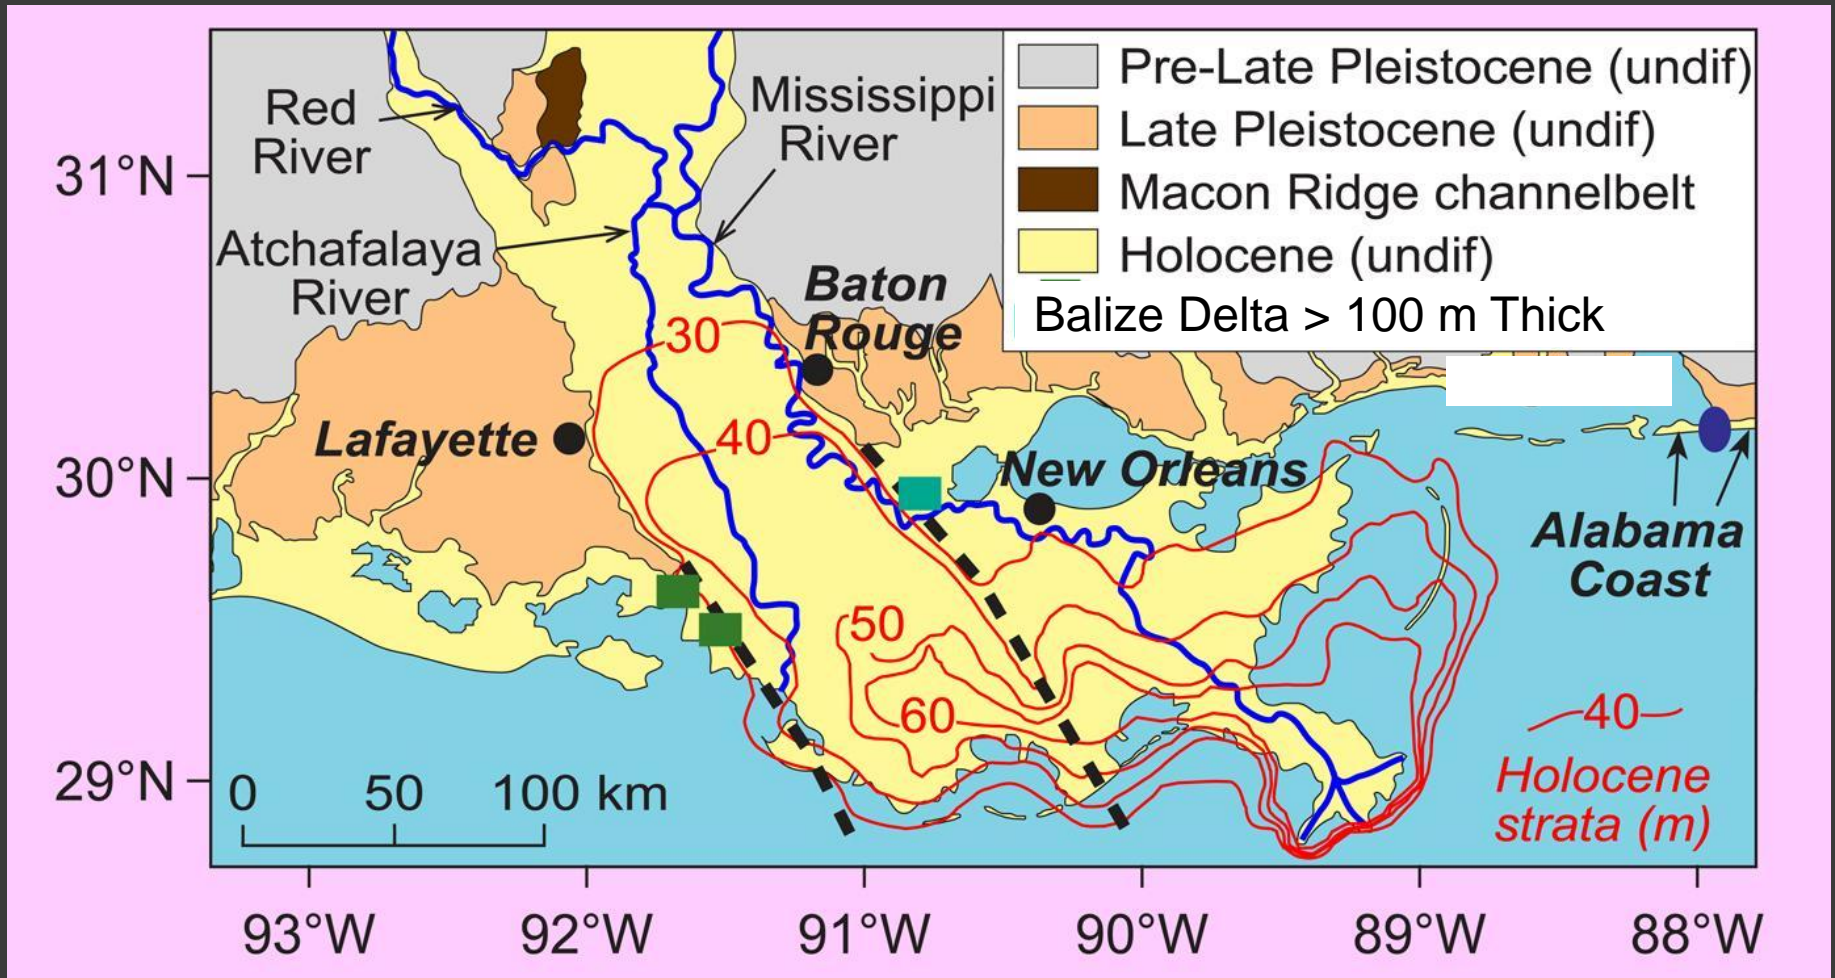 Pre-Late Pleistocene (undif)
Late Pleistocene (undif)
Macon Ridge channelbelt
Holocene (undif)
Balize Delta > 100 m Thick
Red
River
Mississippi
River
31°N
Atchafalaya
River
Baton
Rouge
30
40
Lafayette
30°N
New Orleans
Alabama
Coast
50
60
40
Holocene
strata (m)
29°N
0 50 100 km
93°W 92°W 91°W 90°W 89°W 88°W